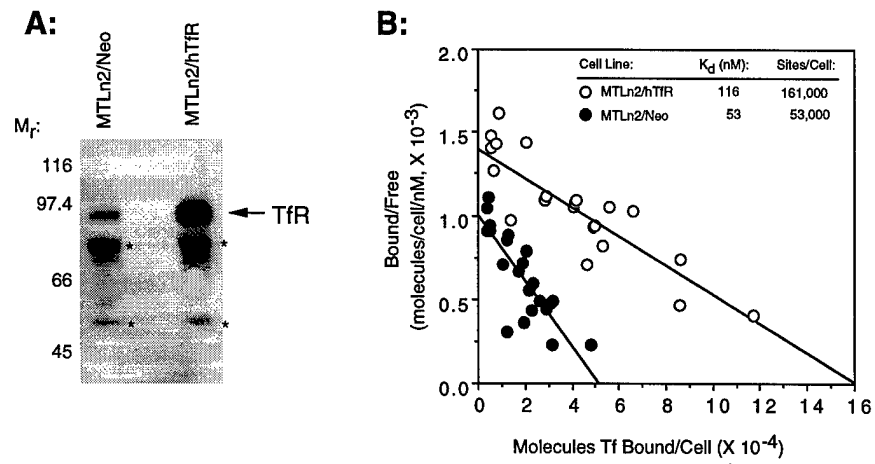 A:
MTLn2/Neo
MTLn2/hTfR
Mr:
116
97.4
66
45
TfR
*
*
*
*
B:
Bound/Free
(molecules/cell/nM, X 10-3)
2.0
1.5
1.0
0.5
0.0
Cell Line: Kd (nM): Sites/Cell:
MTLn2/hTfR 116 161,000
MTLn2/Neo 53 53,000
0 2 4 6 8 10 12 14 16
Molecules Tf Bound/Cell (X 10-4)